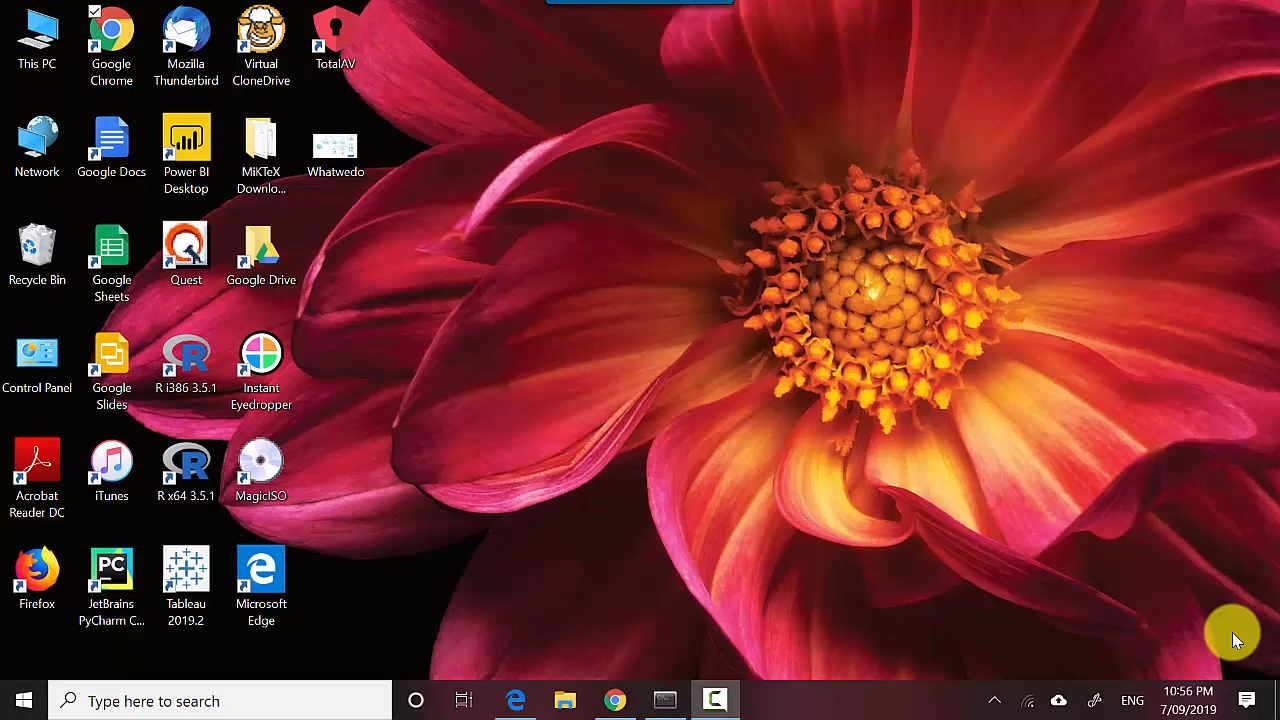 This PC
Google
Chrome
Mozilla
Thunderbird
Virtual
CloneDrive
TotalAV
Network
Google Docs
Power BI
Desktop
MiKTeX
Downlo...
Whatwedo
Recycle Bin
Google
Sheets
Quest
Google Drive
Control Panel
Google
Slides
R i386 3.5.1
Instant
Eyedropper
Acrobat
Reader DC
iTunes
R x64 3.5.1
MagicISO
Firefox
PC
JetBrains
PyCharm C...
Tableau
2019.2
Microsoft
Edge
Type here to search
ENG
10:56 PM
7/09/2019